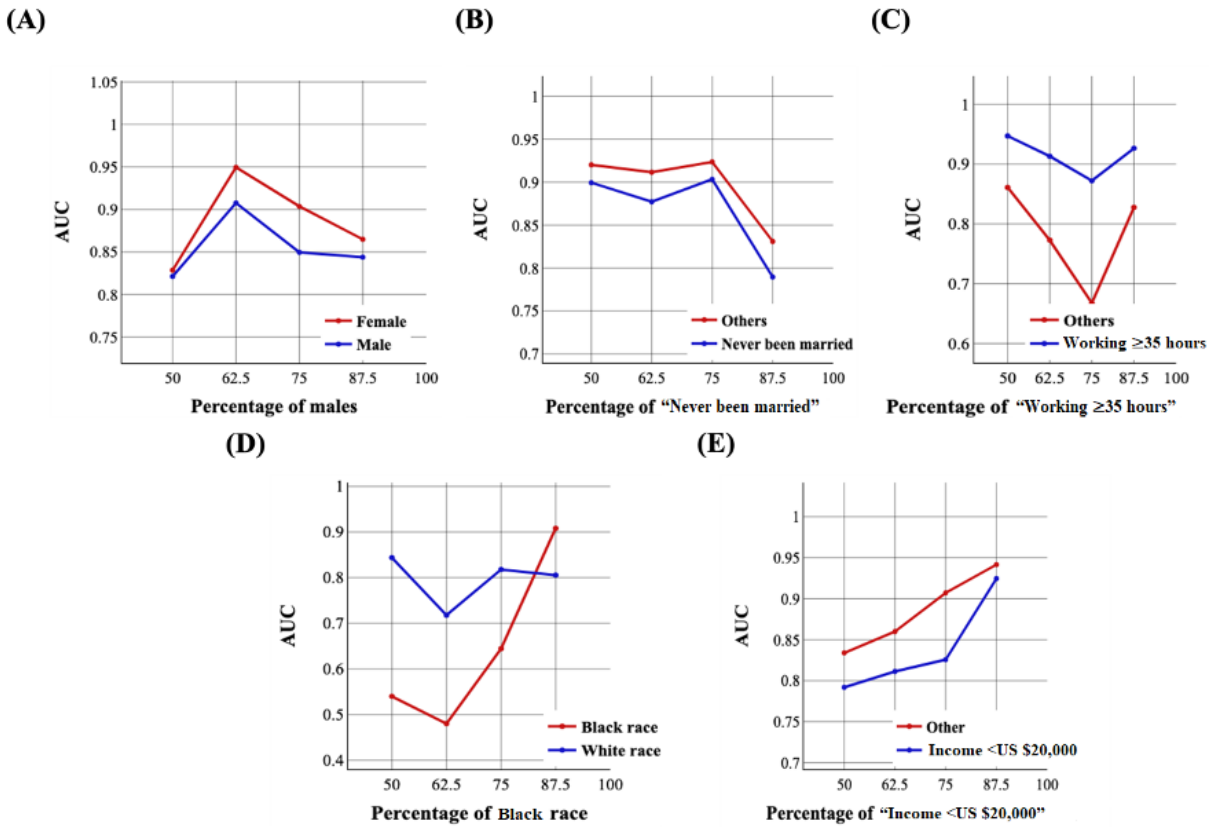 (A)
1.05
1
0.95
0.9
0.85
0.8
0.75
AUC
Female
Male
50 62.5 75 87.5 100
Percentage of males
(B)
1
0.95
0.9
0.85
0.8
0.75
0.7
AUC
Others
Never been married
50 62.5 75 87.5 100
Percentage of “Never been married”
(C)
1
0.9
0.8
0.7
0.6
AUC
Others
Working ≥35 hours
50 62.5 75 87.5 100
Percentage of “Working ≥35 hours”
(D)
1
0.9
0.8
0.7
0.6
0.5
0.4
AUC
Black race
White race
50 62.5 75 87.5 100
Percentage of Black race
(E)
1
0.95
0.9
0.85
0.8
0.75
0.7
AUC
Other
Income <US $20,000
50 62.5 75 87.5 100
Percentage of “Income <US $20,000”